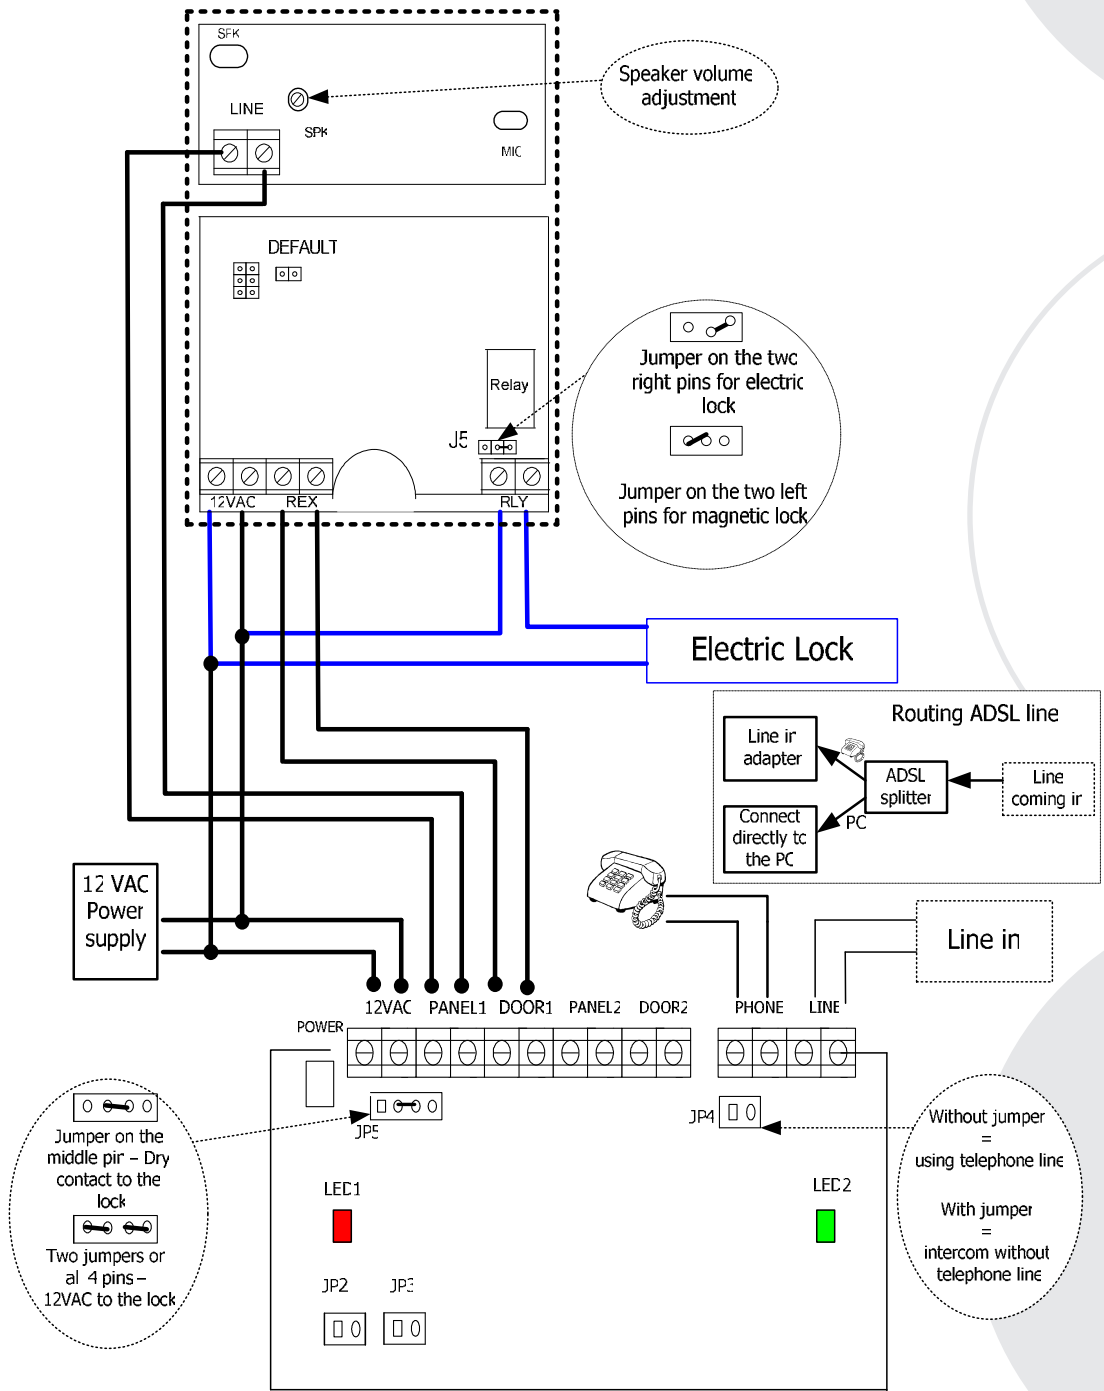 SPK
Speaker volume
adjustment
LINE
SPK
MIC
DEFAULT
Jumper on the two
right pins for electric
lock
Relay
J5
Jumper on the two left
pins for magnetic lock
12VAC
REX
RLY
Electric Lock
Routing ADSL line
Line in
adapter
ADSL
splitter
Line
coming in
Connect
directly to
the PC
PC
12 VAC
Power
supply
Line in
12VAC
PANEL1
DOOR1
PANEL2
DOOR2
PHONE
LINE
POWER
JP5
JP4
Jumper on the
middle pin – Dry
contact to the
lock
Two jumpers on
all 4 pins –
12VAC to the lock
Without jumper
=
using telephone line
With jumper
=
intercom without
telephone line
LED1
LED2
JP2
JP3